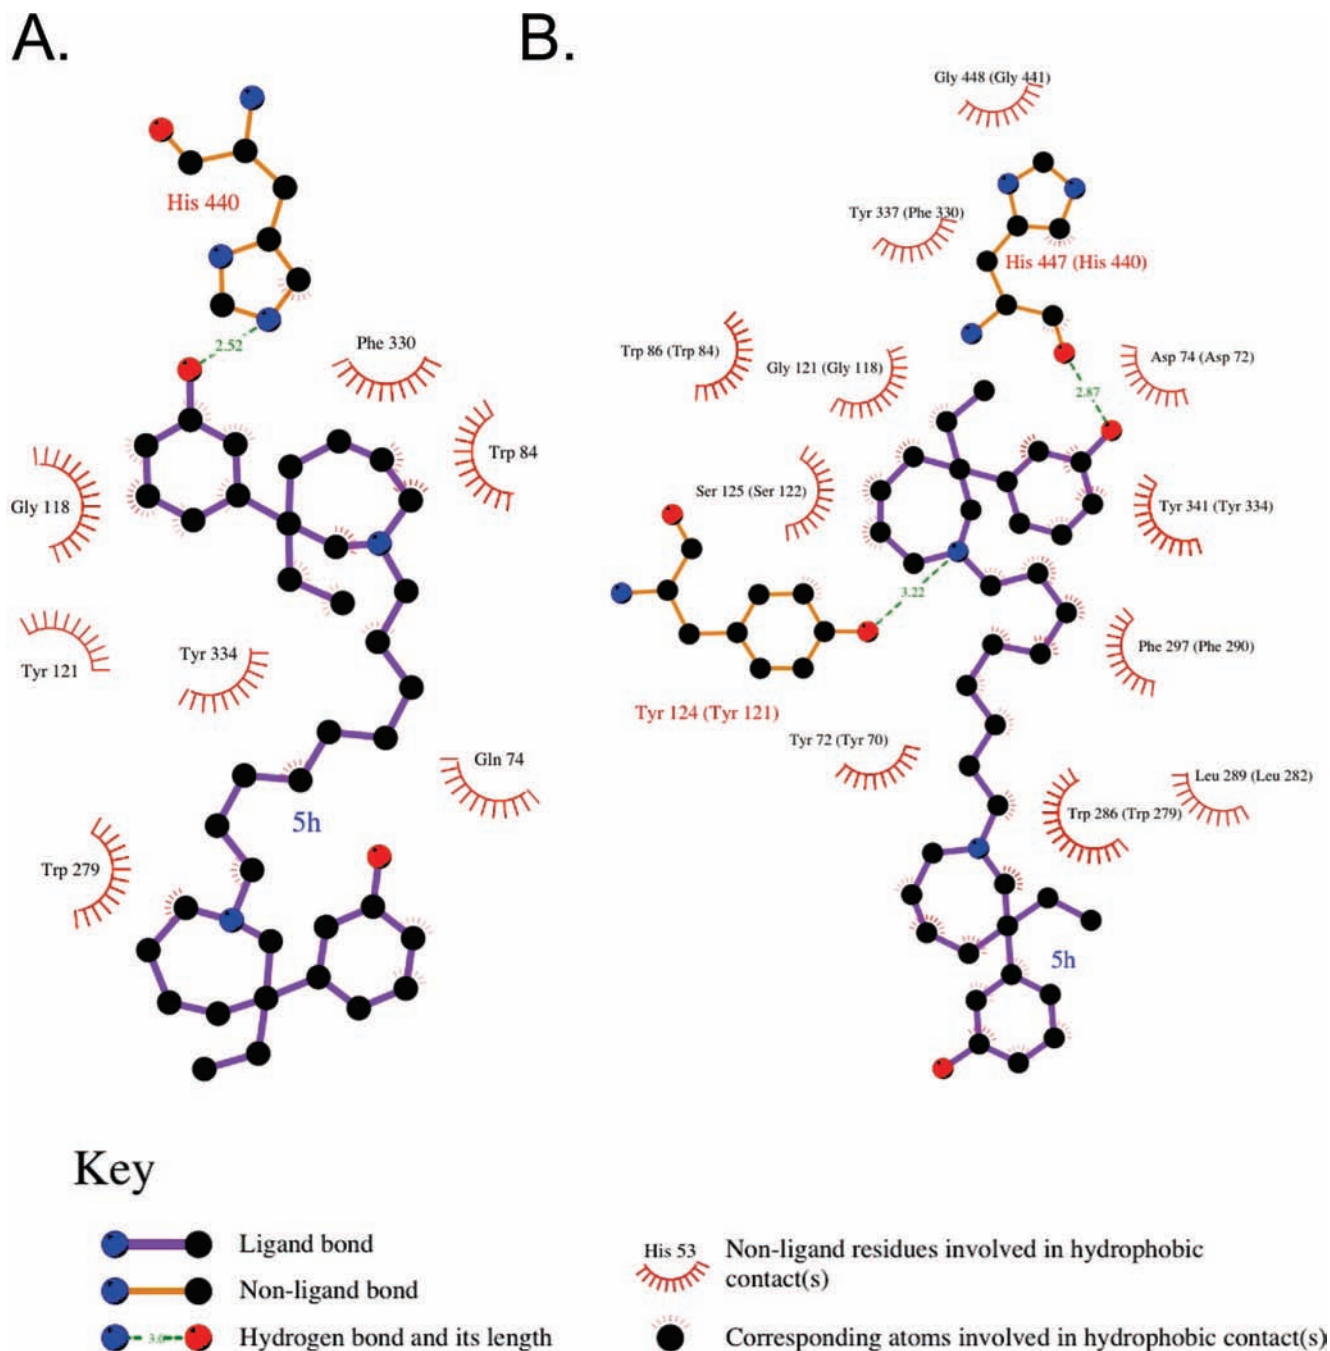 A.
His 440
2.52
Phe 330
Trp 84
Gly 118
Tyr 121
Tyr 334
Gln 74
5h
Trp 279
B.
Gly 448 (Gly 441)
Tyr 337 (Phe 330)
His 447 (His 440)
Trp 86 (Trp 84)
Gly 121 (Gly 118)
Asp 74 (Asp 72)
2.87
Ser 125 (Ser 122)
Tyr 341 (Tyr 334)
3.22
Phe 297 (Phe 290)
Tyr 124 (Tyr 121)
Tyr 72 (Tyr 70)
Leu 289 (Leu 282)
Trp 286 (Trp 279)
5h
Key
Ligand bond
Non-ligand bond
3.0
Hydrogen bond and its length
His 53
Non-ligand residues involved in hydrophobic
contact(s)
Corresponding atoms involved in hydrophobic contact(s)